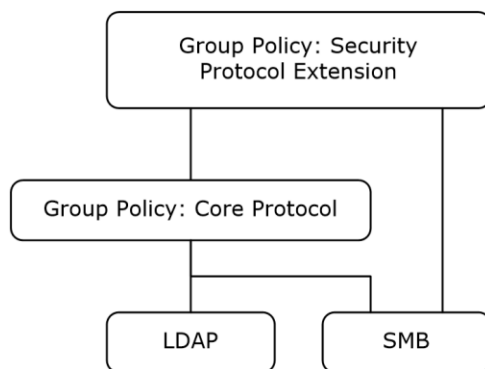 Group Policy: Security
Protocol Extension
Group Policy: Core Protocol
LDAP
SMB